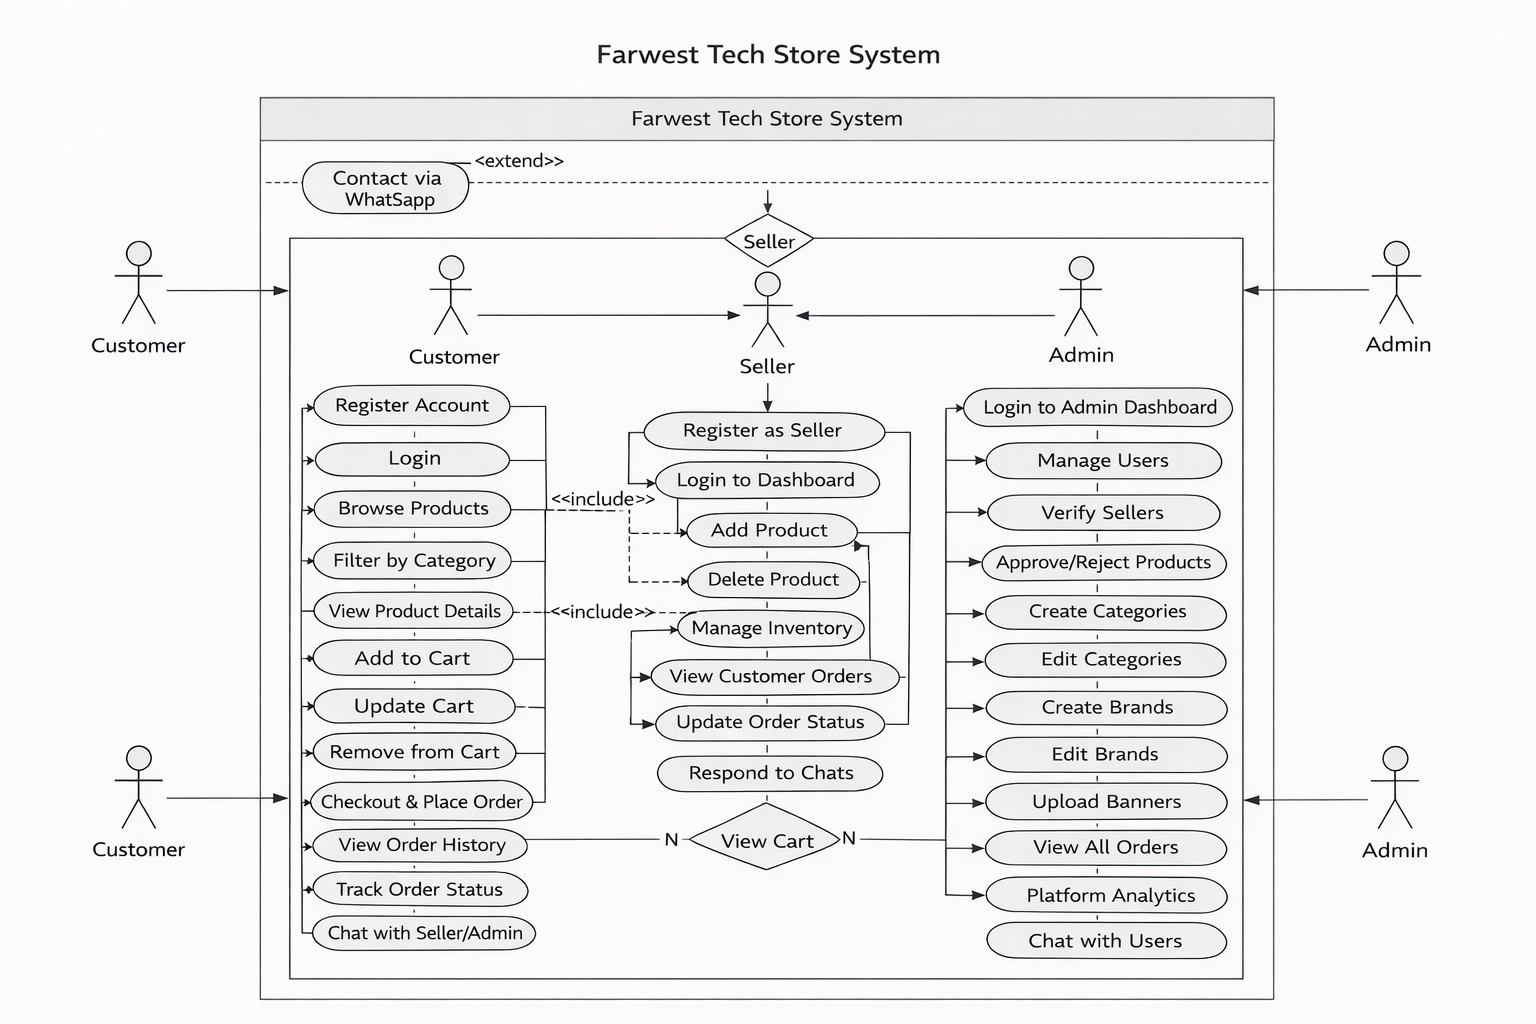 Farwest Tech Store System
Farwest Tech Store System
<extend>>
Contact via
WhatsApp
Seller
Customer
Customer
Seller
Admin
Admin
Register Account
Login
Browse Products
Filter by Category
View Product Details
Add to Cart
Update Cart
Remove from Cart
Checkout & Place Order
View Order History
Track Order Status
Chat with Seller/Admin
<<include>>
<<include>>
Register as Seller
Login to Dashboard
Add Product
Delete Product
Manage Inventory
View Customer Orders
Update Order Status
Respond to Chats
N
View Cart
N
Login to Admin Dashboard
Manage Users
Verify Sellers
Approve/Reject Products
Create Categories
Edit Categories
Create Brands
Edit Brands
Upload Banners
View All Orders
Platform Analytics
Chat with Users
Customer
Admin